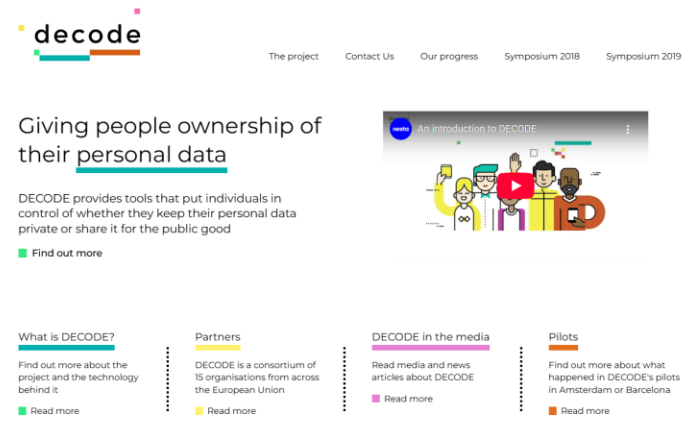 decode
The project
Contact Us
Our progress
Symposium 2018
Symposium 2019
Giving people ownership of
their personal data
DECODE provides tools that put individuals in
control of whether they keep their personal data
private or share it for the public good
Find out more
nesta
An introduction to DECODE
What is DECODE?
Find out more about the
project and the technology
behind it
Read more
Partners
DECODE is a consortium of
15 organisations from across
the European Union
Read more
DECODE in the media
Read media and news
articles about DECODE
Read more
Pilots
Find out more about what
happened in DECODE's pilots
in Amsterdam or Barcelona
Read more